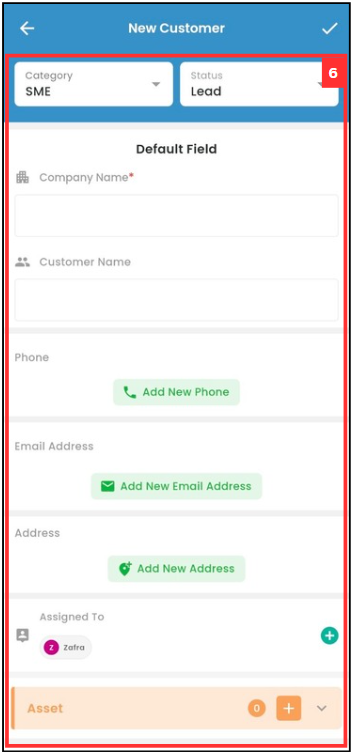 New Customer
Category
SME
Status
Lead
6
Default Field
Company Name*
Customer Name
Phone
Add New Phone
Email Address
Add New Email Address
Address
Add New Address
Assigned To
Z Zafra
Asset 0 +